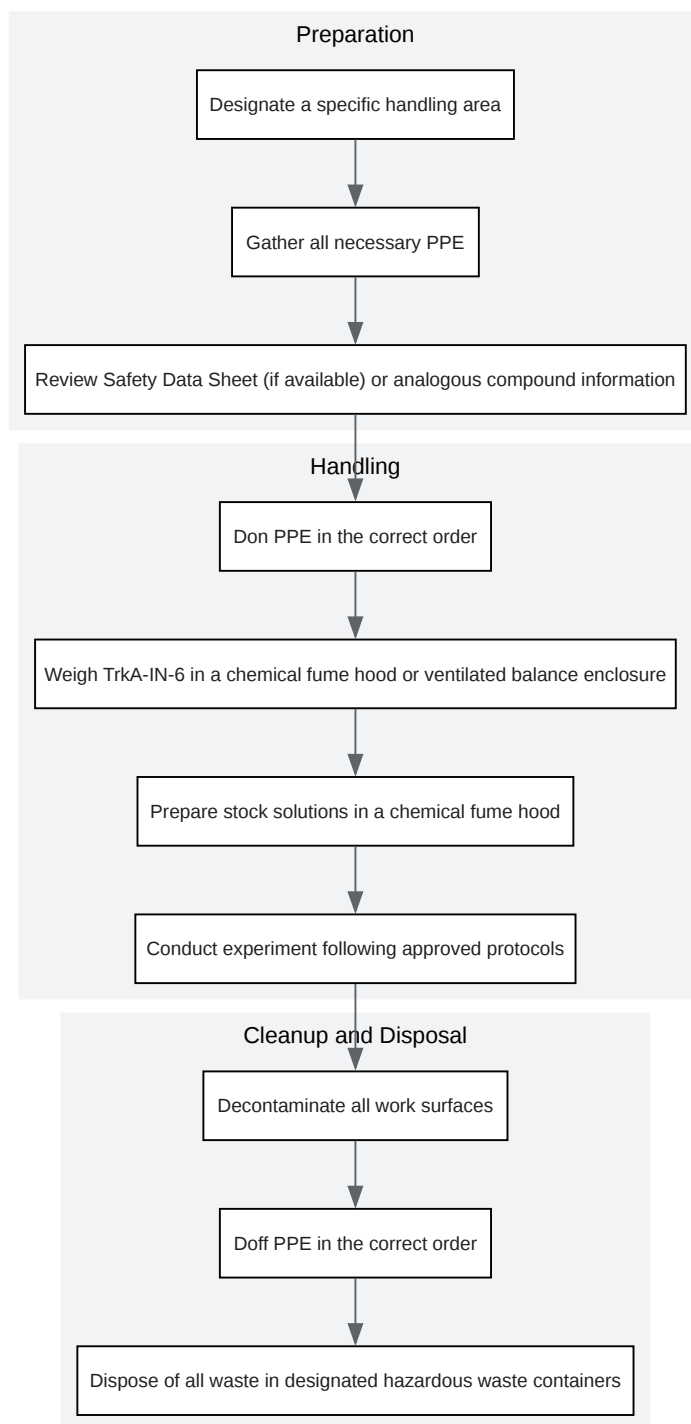 Preparation
Designate a specific handling area
Gather all necessary PPE
Review Safety Data Sheet (if available) or analogous compound information
Handling
Don PPE in the correct order
Weigh TrkA-IN-6 in a chemical fume hood or ventilated balance enclosure
Prepare stock solutions in a chemical fume hood
Conduct experiment following approved protocols
Cleanup and Disposal
Decontaminate all work surfaces
Doff PPE in the correct order
Dispose of all waste in designated hazardous waste containers